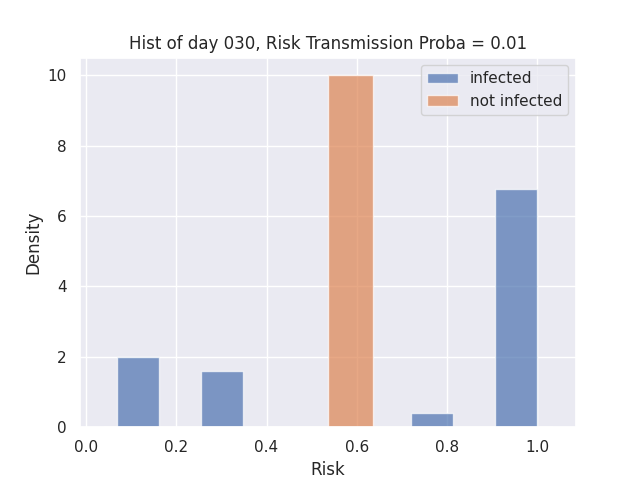 Hist of day 030, Risk Transmission Proba = 0.01
infected
not infected
Density
10
8
6
4
2
0
0.0 0.2 0.4 0.6 0.8 1.0
Risk